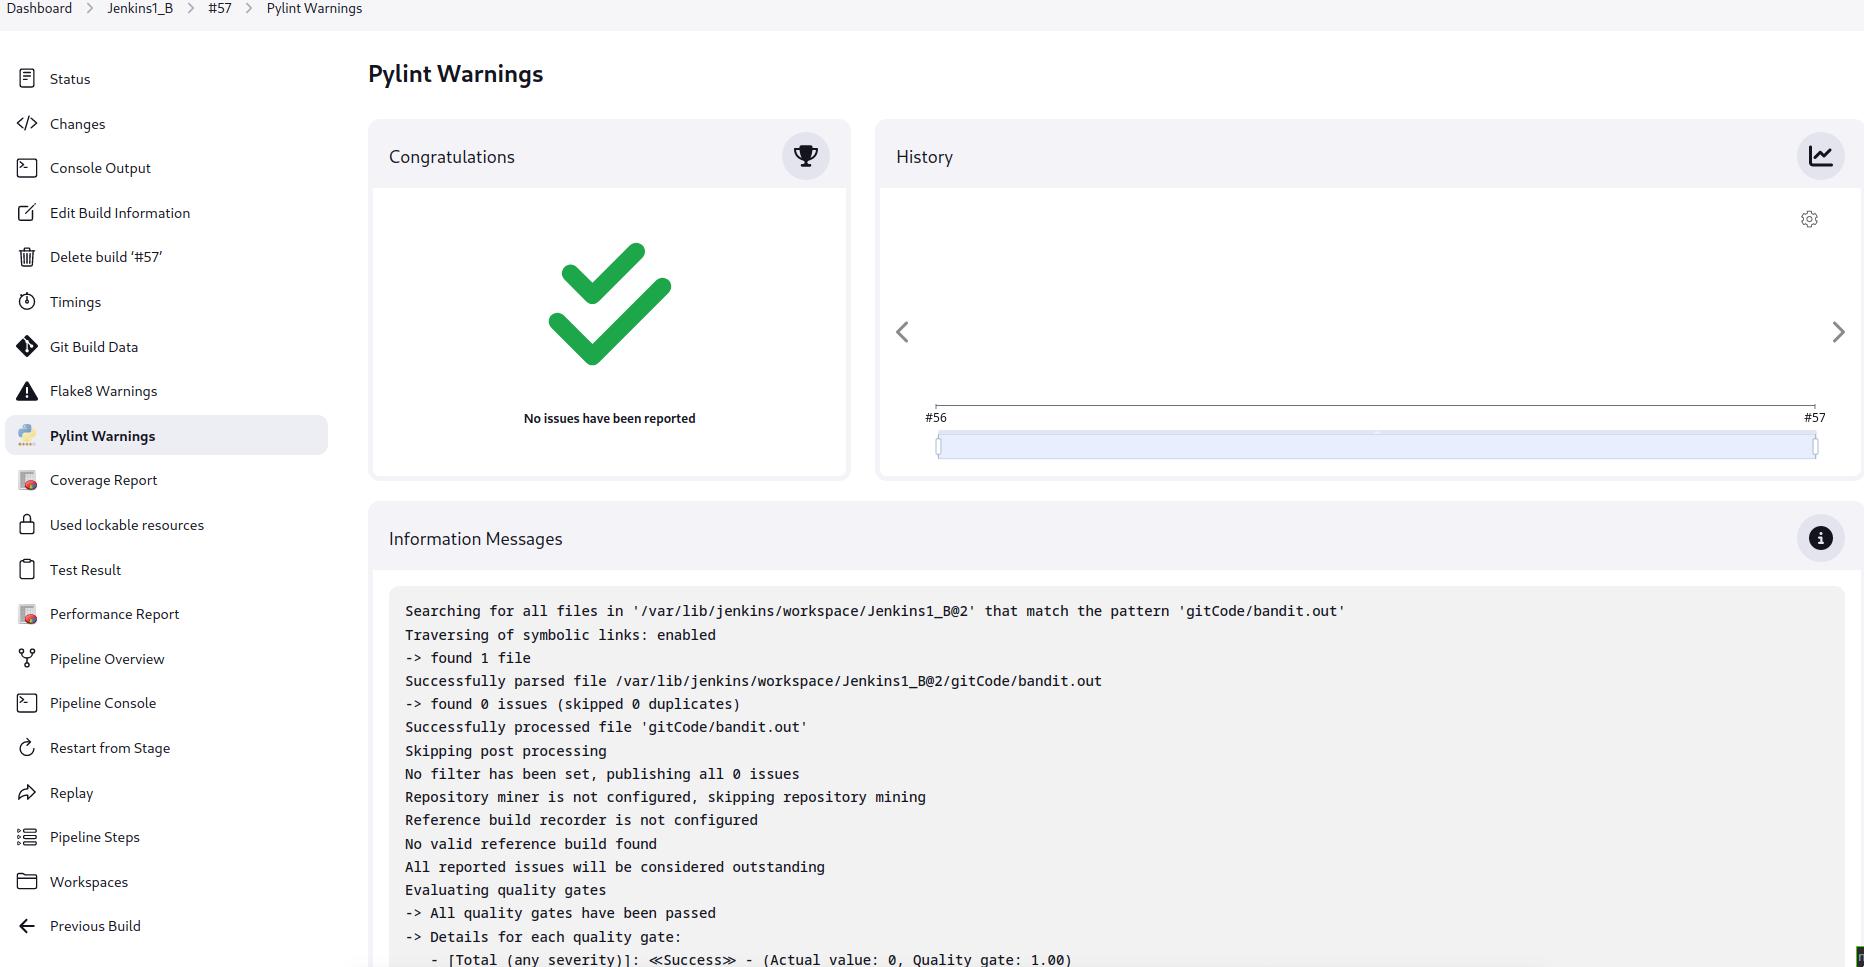 Dashboard > Jenkins1_B > #57 > Pylint Warnings
Status
Changes
Console Output
Edit Build Information
Delete build ‘#57’
Timings
Git Build Data
Flake8 Warnings
Pylint Warnings
Coverage Report
Used lockable resources
Test Result
Performance Report
Pipeline Overview
Pipeline Console
Restart from Stage
Replay
Pipeline Steps
Workspaces
Previous Build
Pylint Warnings
Congratulations
No issues have been reported
History
#56 #57
Information Messages
Searching for all files in '/var/lib/jenkins/workspace/Jenkins1_B@2' that match the pattern 'gitCode/bandit.out'
Traversing of symbolic links: enabled
-> found 1 file
Successfully parsed file /var/lib/jenkins/workspace/Jenkins1_B@2/gitCode/bandit.out
-> found 0 issues (skipped 0 duplicates)
Successfully processed file 'gitCode/bandit.out'
Skipping post processing
No filter has been set, publishing all 0 issues
Repository miner is not configured, skipping repository mining
Reference build recorder is not configured
No valid reference build found
All reported issues will be considered outstanding
Evaluating quality gates
-> All quality gates have been passed
-> Details for each quality gate:
- [Total (any severity)]: ≪Success≫ - (Actual value: 0, Quality gate: 1.00)